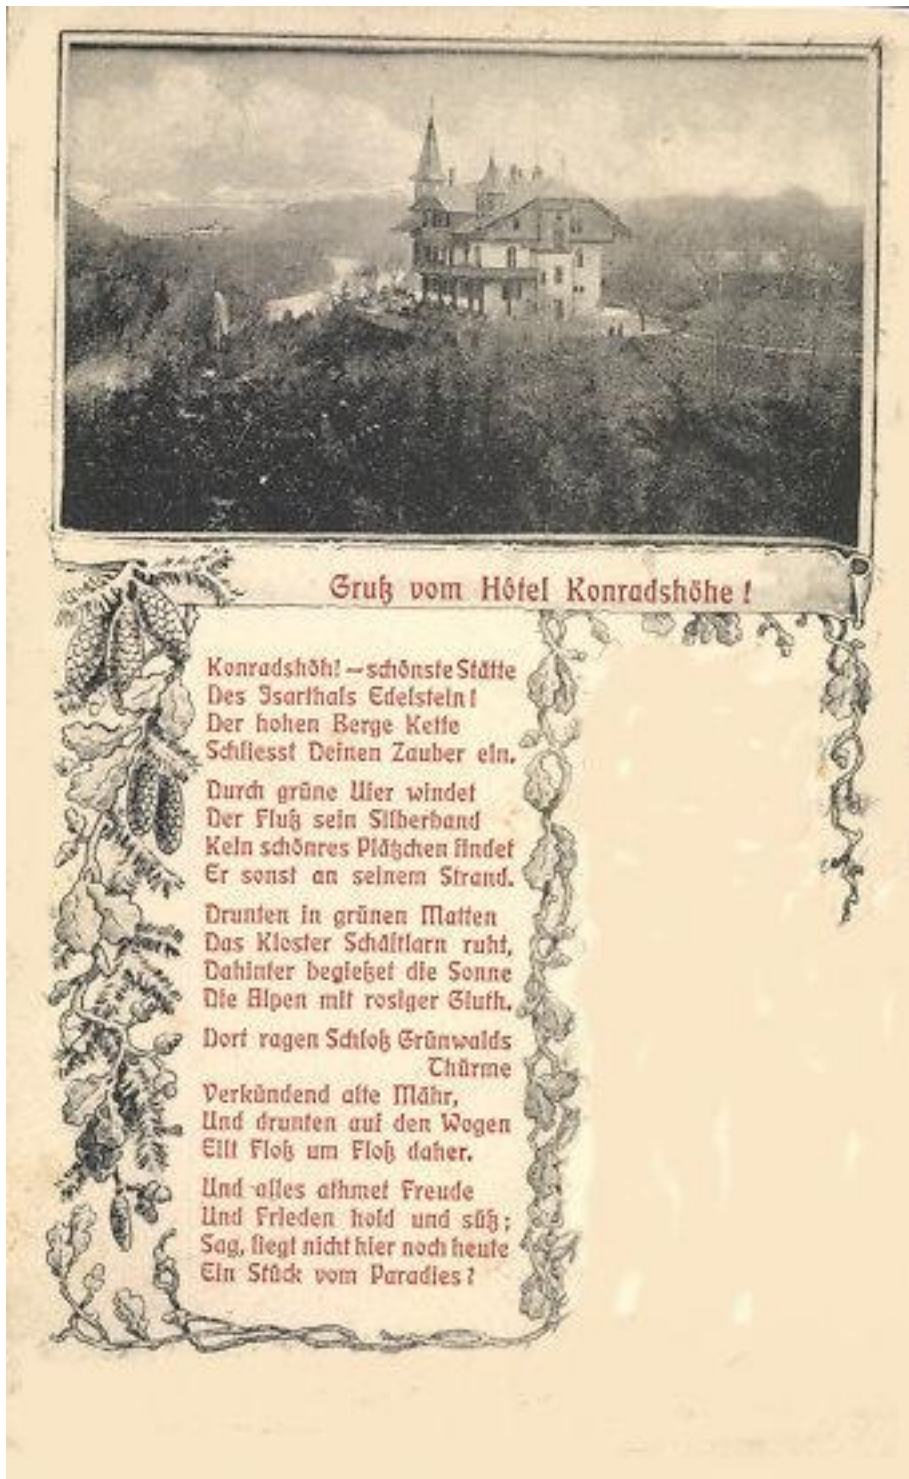 Gruß vom Hôtel Konradshöhe!
Konradshöh! – schönste Stätte
Des Isarthals Edelstein!
Der hohen Berge Kette
Schliesst Deinen Zauber ein.
Durch grüne Ufer windet
Der Fluß sein Silberband
Kein schönres Plätzchen findet
Er sonst an seinem Strand.
Drunten in grünen Matten
Das Kloster Schäftlarn ruht,
Dahinter begießet die Sonne
Die Alpen mit rosiger Gluth.
Dort ragen Schloß Grünwalds
Thürme
Verkündend alte Mähr,
Und drunten auf den Wogen
Eilt Floß um Floß daher.
Und alles athmet Freude
Und Frieden hold und süß;
Sag, liegt nicht hier noch heute
Ein Stück vom Paradies?